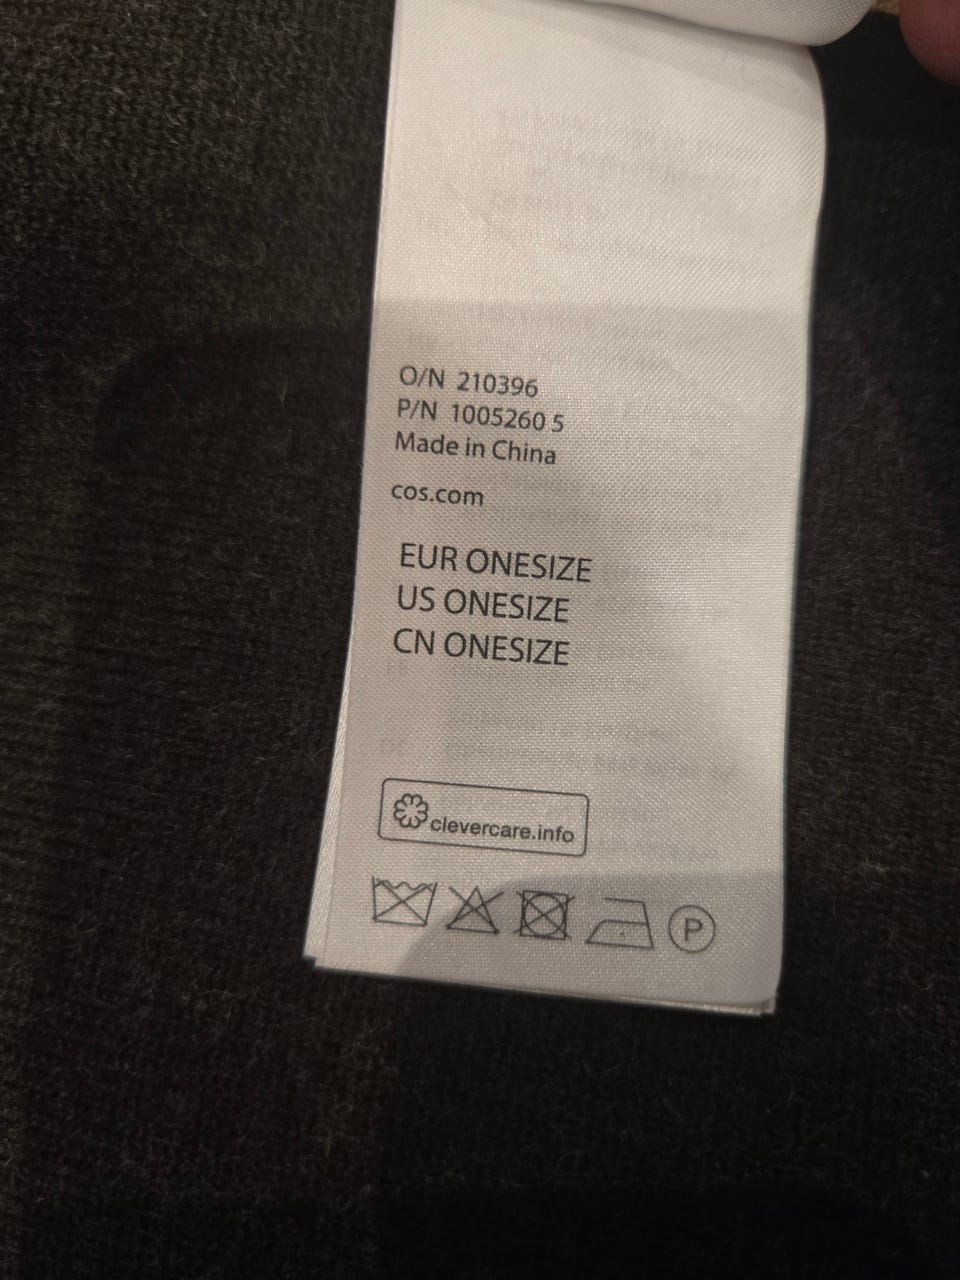 O/N 210396
P/N 1005260 5
Made in China
cos.com
EUR ONESIZE
US ONESIZE
CN ONESIZE
clevercare.info
P